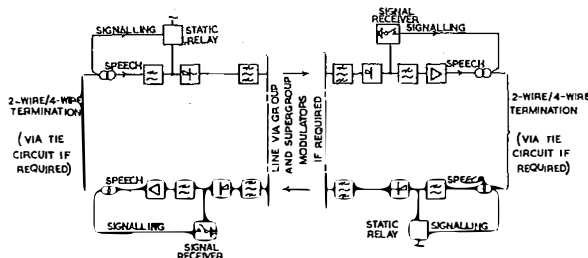 SIGNALLING
STATIC
RELAY
SPEECH
2-WIRE/4-WIRE
TERMINATION
(VIA TIE
CIRCUIT IF
REQUIRED)
SPEECH
SIGNALLING
SIGNAL
RECEIVER
LINE VIA GROUP
AND SUPERGROUP
MODULATORS
IF REQUIRED
SIGNAL
RECEIVER
SIGNALLING
SPEECH
2-WIRE/4-WIRE
TERMINATION
(VIA TIE
CIRCUIT IF
REQUIRED)
SPEECH
STATIC
RELAY
SIGNALLING